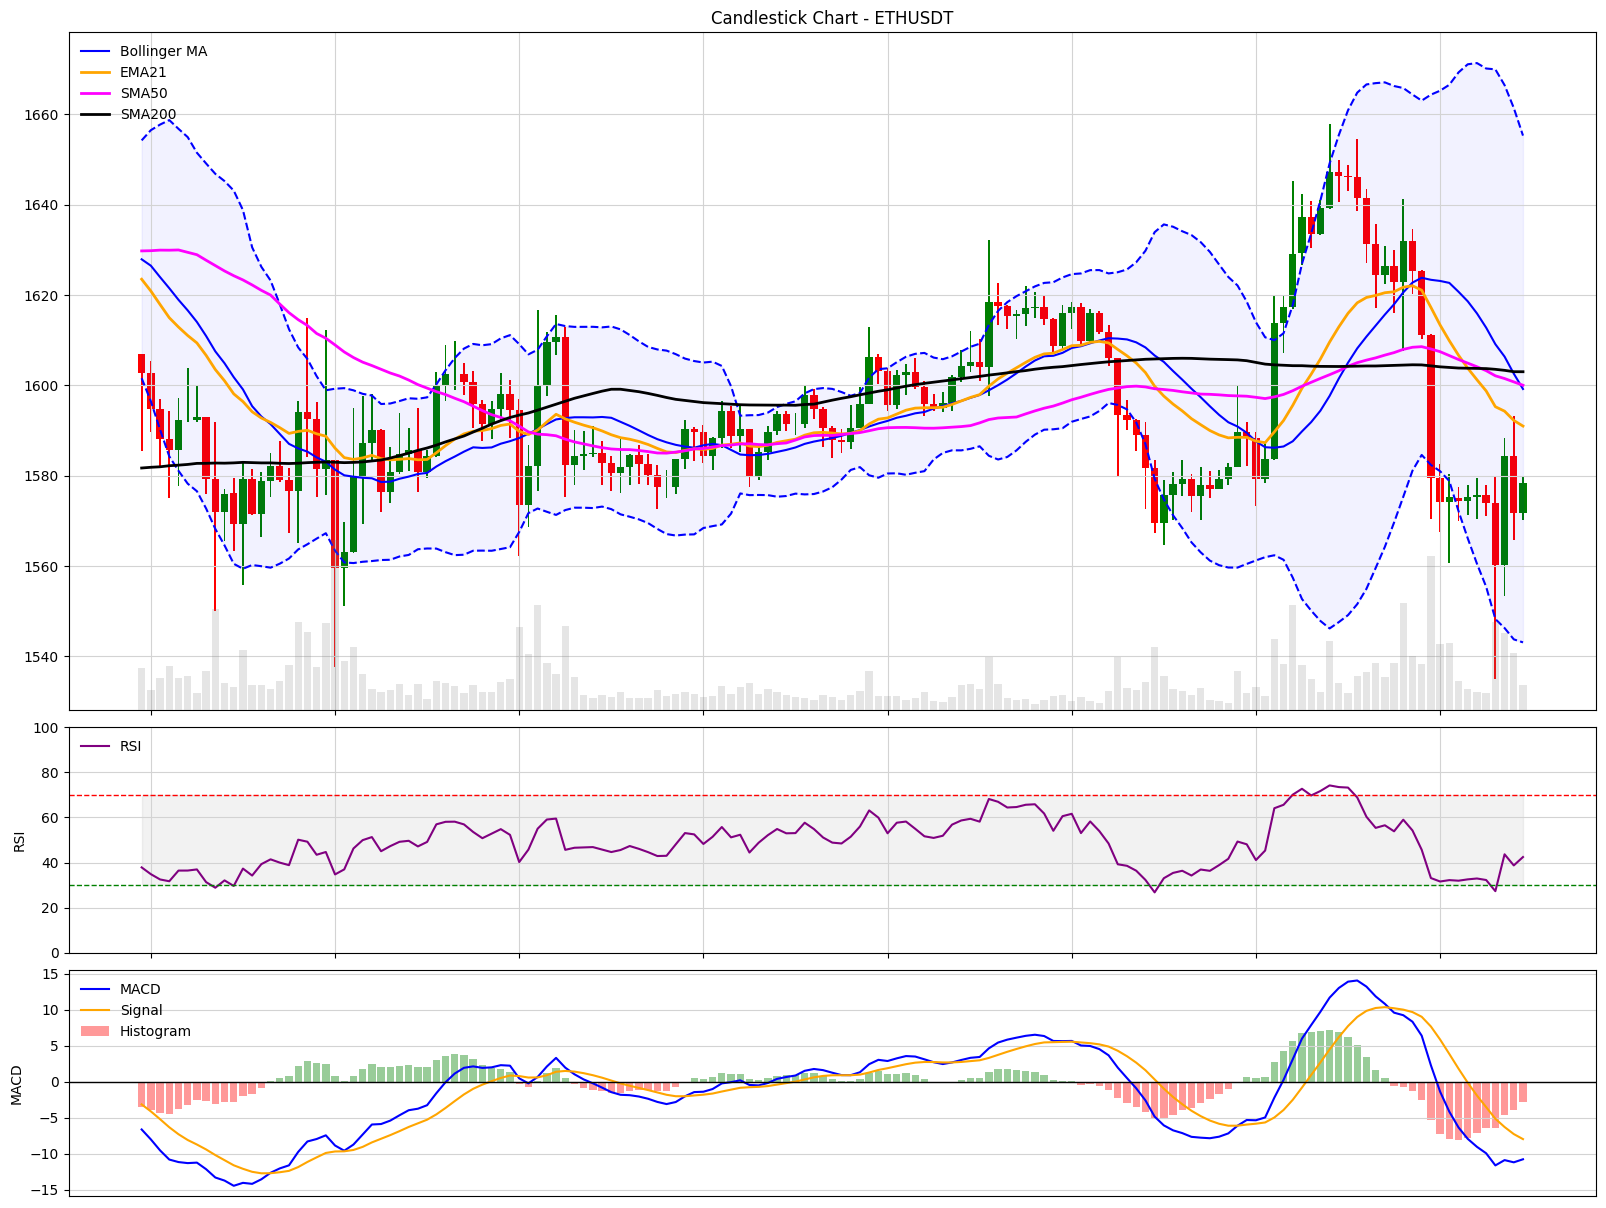 Candlestick Chart - ETHUSDT
Bollinger MA
EMA21
SMA50
SMA200
1660
1640
1620
1600
1580
1560
1540
RSI
100
80
60
40
20
0
RSI
MACD
Signal
Histogram
15
10
5
0
−5
−10
−15
MACD